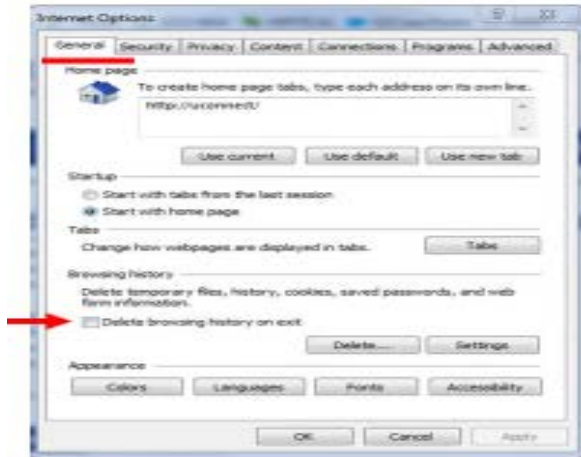 Internet Options
General Security Privacy Content Connections Programs Advanced
Home page
To create home page tabs, type each address on its own line.
http://uconnect/
Use current Use default Use new tab
Startup
Start with tabs from the last session
Start with home page
Tabs
Change how webpages are displayed in tabs. Tabs
Browsing history
Delete temporary files, history, cookies, saved passwords, and web
form information.
Delete browsing history on exit
Delete... Settings
Appearance
Colors Languages Fonts Accessibility
OK Cancel Apply